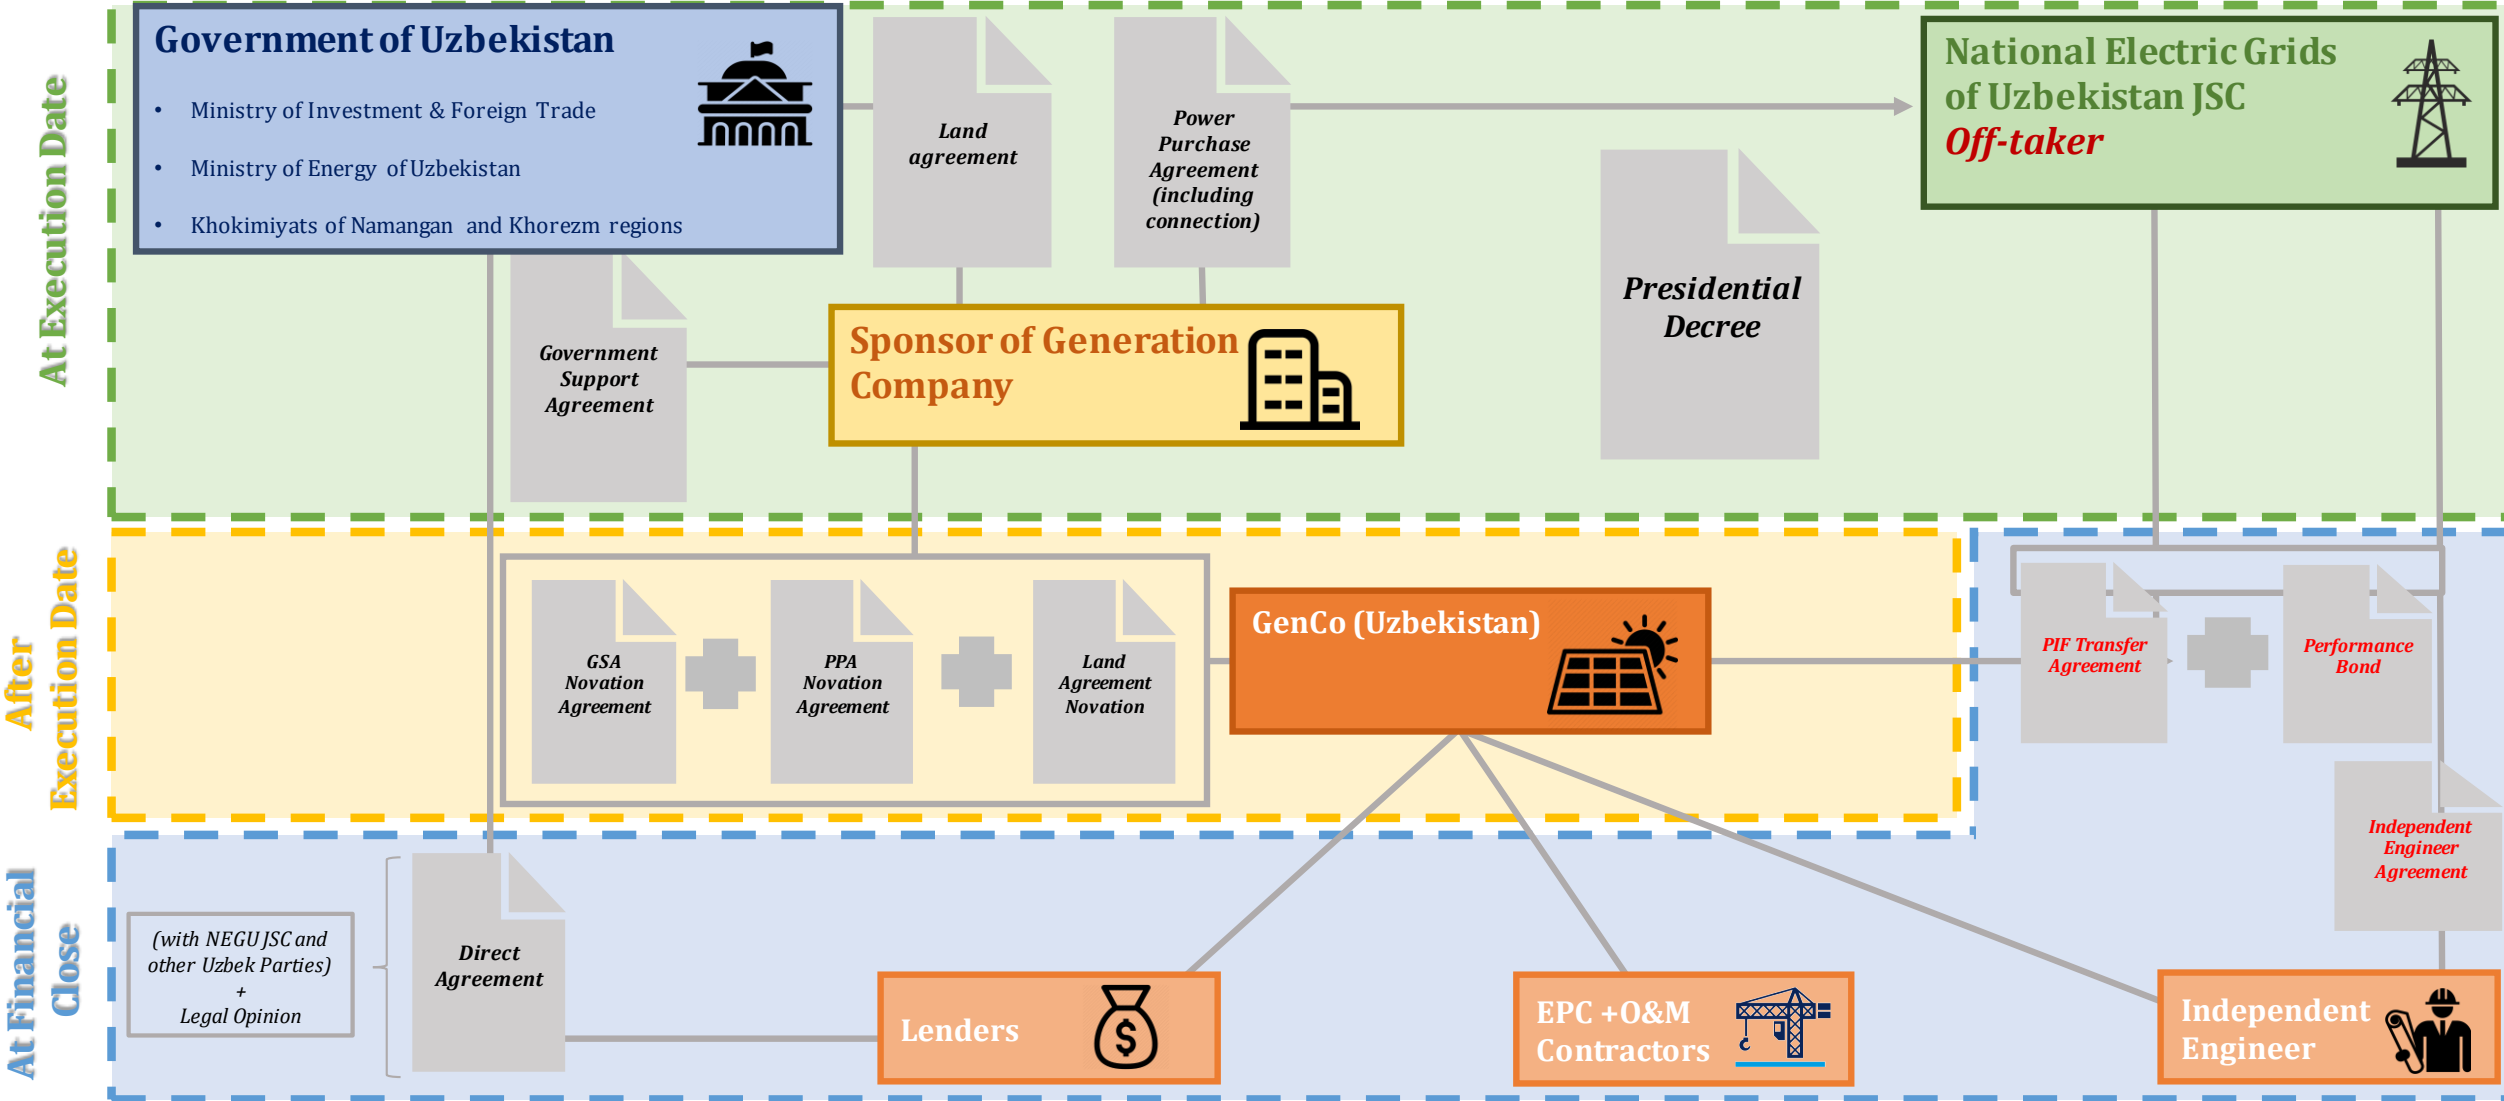 At Execution Date
Government of Uzbekistan
• Ministry of Investment & Foreign Trade
• Ministry of Energy of Uzbekistan
• Khokimiyats of Namangan and Khorezm regions
Land
agreement
Power
Purchase
Agreement
(including
connection)
National Electric Grids
of Uzbekistan JSC
Off-taker
Presidential
Decree
Government
Support
Agreement
Sponsor of Generation
Company
After
Execution Date
GSA
Novation
Agreement
PPA
Novation
Agreement
Land
Agreement
Novation
GenCo (Uzbekistan)
PIF Transfer
Agreement
Performance
Bond
Independent
Engineer
Agreement
At Financial
Close
(with NEGU JSC and
other Uzbek Parties)
+
Legal Opinion
Direct
Agreement
Lenders
$
EPC +O&M
Contractors
Independent
Engineer